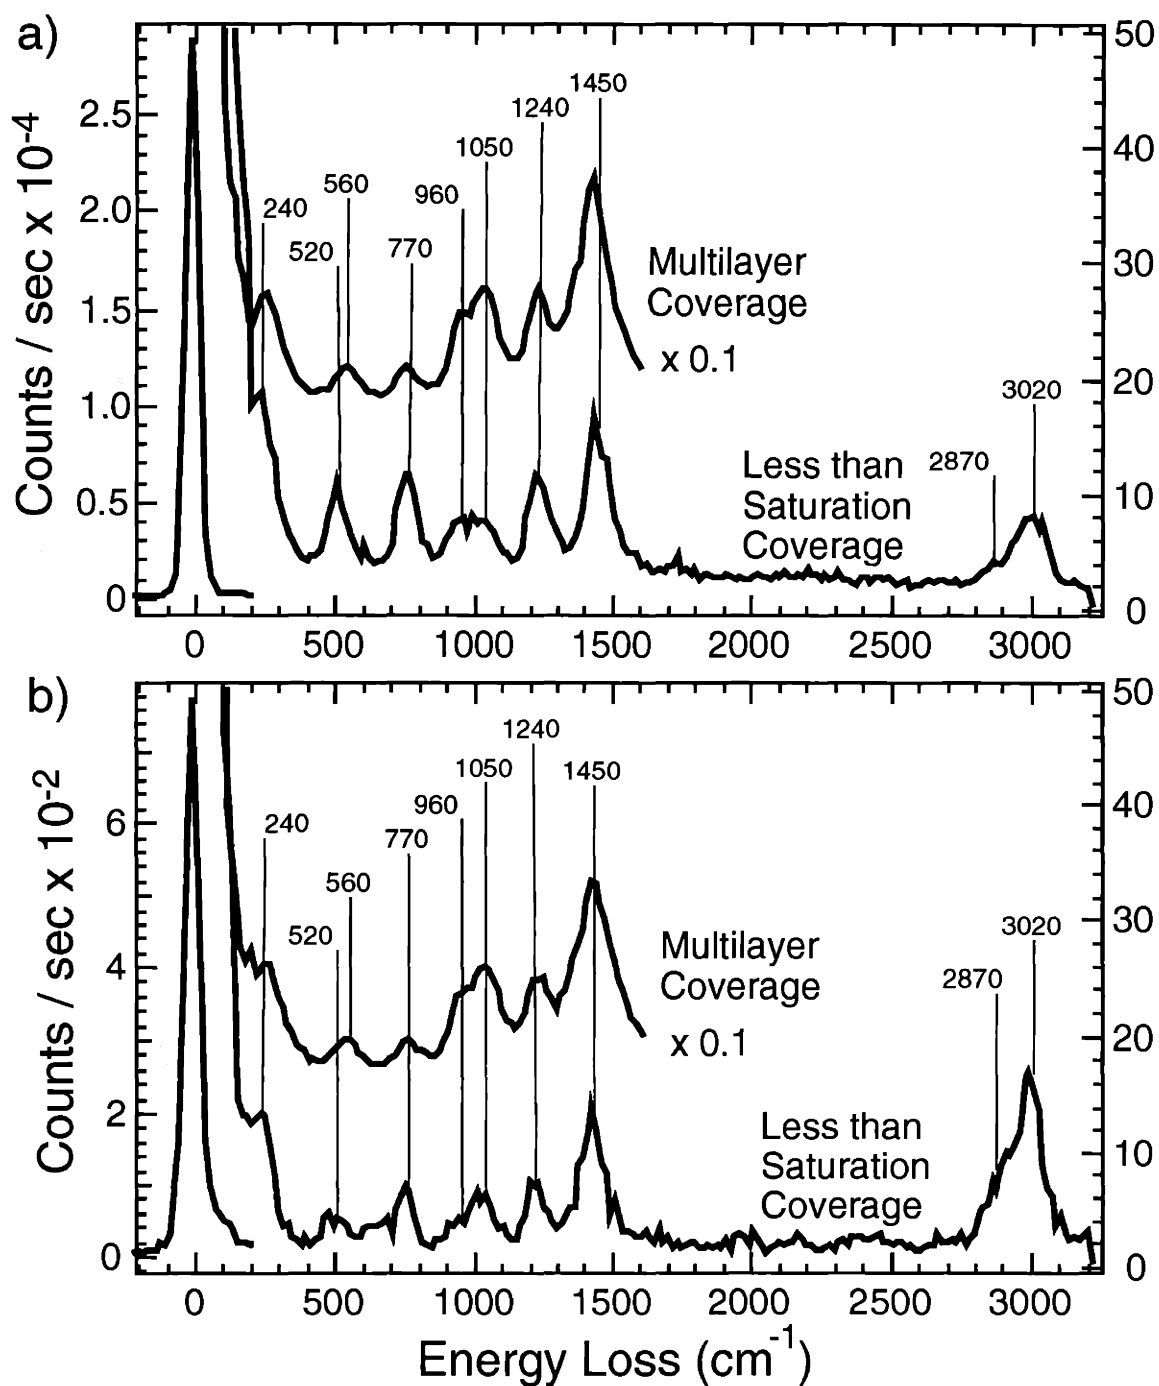 a)
Counts / sec x 10-4
2.5
2.0
1.5
1.0
0.5
0
50
40
30
20
10
0
240
520
560
770
960
1050
1240
1450
Multilayer
Coverage
x 0.1
Less than
Saturation
Coverage
2870
3020
0 500 1000 1500 2000 2500 3000
b)
Counts / sec x 10-2
6
4
2
0
50
40
30
20
10
0
240
520
560
770
960
1050
1240
1450
Multilayer
Coverage
x 0.1
Less than
Saturation
Coverage
2870
3020
0 500 1000 1500 2000 2500 3000
Energy Loss (cm-1)